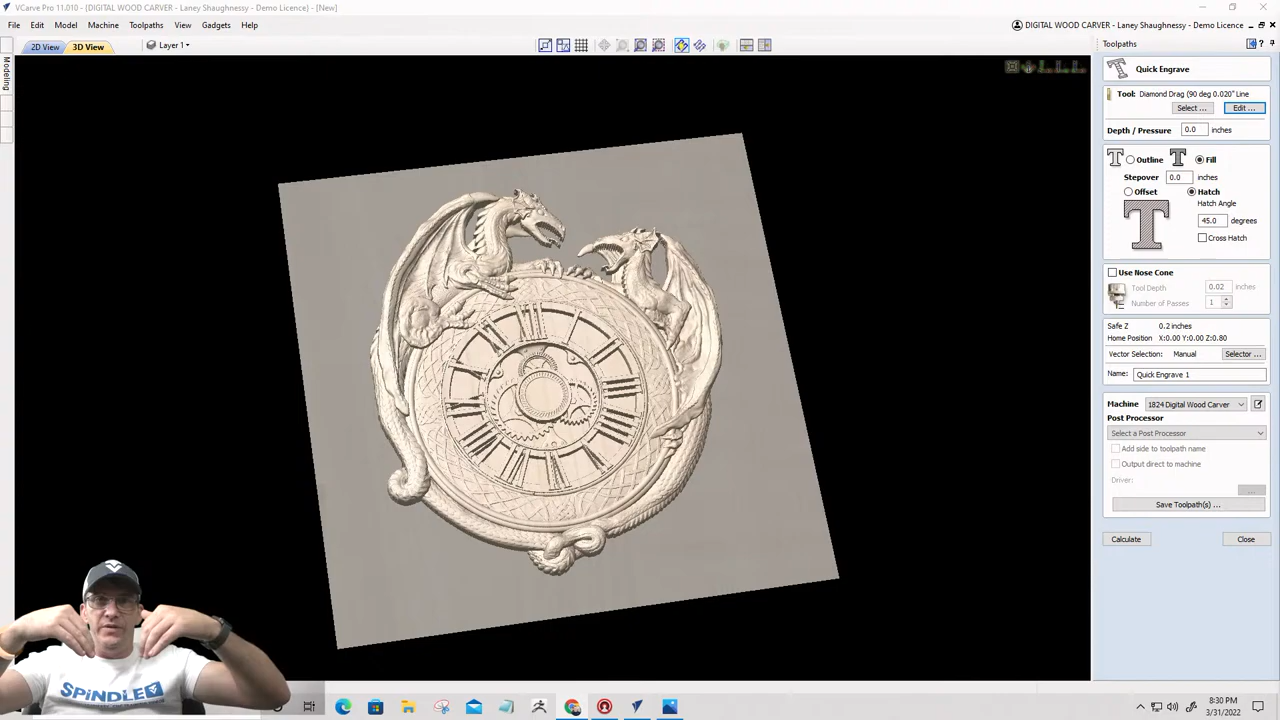 VCarve Pro 11.010 - {DIGITAL WOOD CARVER - Laney Shaughnessy - Demo Licence} - [New]
File Edit Model Machine Toolpaths View Gadgets Help
DIGITAL WOOD CARVER - Laney Shaughnessy - Demo Licence
2D View 3D View Layer 1
Modeling
Toolpaths
Quick Engrave
Tool: Diamond Drag (90 deg 0.020" Line
Select ... Edit ...
Depth / Pressure 0.0 inches
Outline Fill
Stepover 0.0 inches
Offset Hatch
Hatch Angle
45.0 degrees
Cross Hatch
Use Nose Cone
Tool Depth 0.02 inches
Number of Passes 1
Safe Z 0.2 inches
Home Position X:0.00 Y:0.00 Z:0.80
Vector Selection: Manual Selector ...
Name: Quick Engrave 1
Machine 1824 Digital Wood Carver
Post Processor
Select a Post Processor
Add side to toolpath name
Output direct to machine
Driver:
...
Save Toolpath(s) ...
Calculate Close
SPINDLE
8:30 PM
3/31/2022